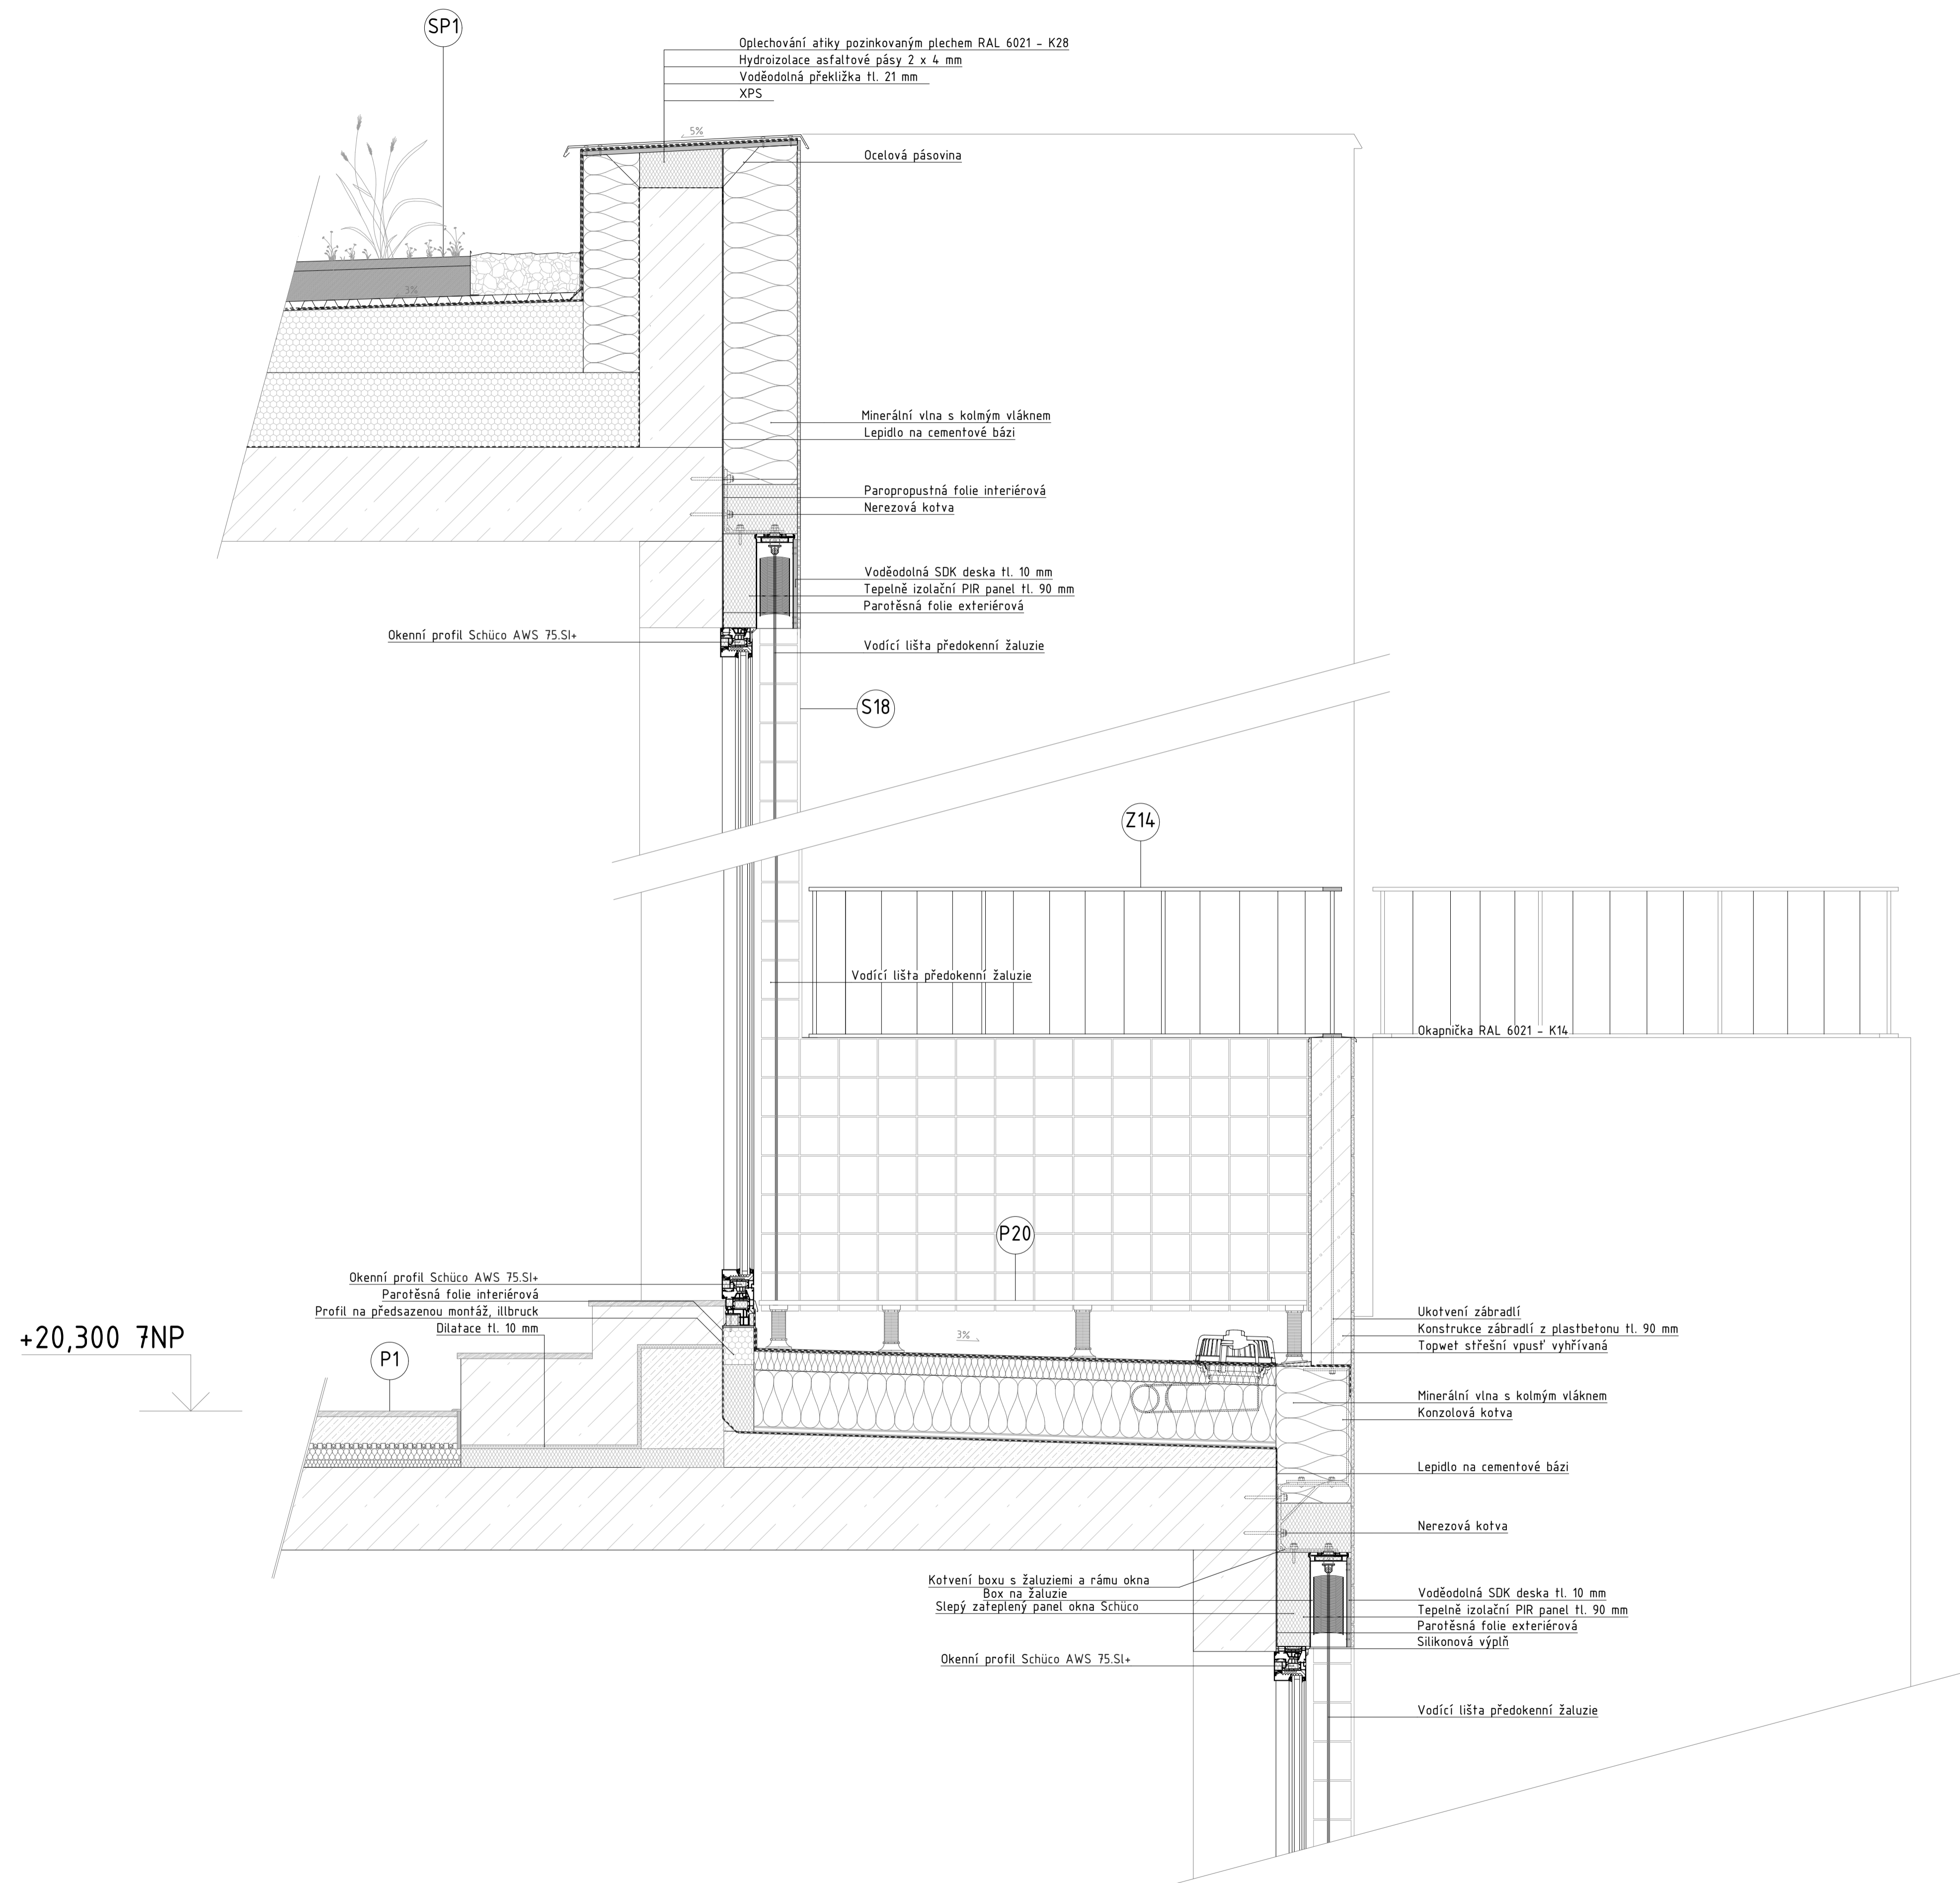 SP1
Oplechování atiky pozinkovaným plechem RAL 6021 - K28
Hydroizolace asfaltové pásy 2 x 4 mm
Voděodolná překližka tl. 21 mm
XPS
5%
Ocelová pásovina
3%
Minerální vlna s kolmým vláknem
Lepidlo na cementové bázi
Paropropustná folie interiérová
Nerezová kotva
Voděodolná SDK deska tl. 10 mm
Tepelně izolační PIR panel tl. 90 mm
Parotěsná folie exteriérová
Okenní profil Schüco AWS 75.SI+
Vodící lišta předokenní žaluzie
S18
Z14
Vodící lišta předokenní žaluzie
Okapnička RAL 6021 - K14
P20
Okenní profil Schüco AWS 75.SI+
Parotěsná folie interiérová
Profil na předsazenou montáž, illbruck
Dilatace tl. 10 mm
+20,300 7NP
P1
3%
Ukotvení zábradlí
Konstrukce zábradlí z plastbetonu tl. 90 mm
Topwet střešní vpusť vyhřívaná
Minerální vlna s kolmým vláknem
Konzolová kotva
Lepidlo na cementové bázi
Nerezová kotva
Kotvení boxu s žaluziemi a rámu okna
Box na žaluzie
Slepý zateplený panel okna Schüco
Voděodolná SDK deska tl. 10 mm
Tepelně izolační PIR panel tl. 90 mm
Parotěsná folie exteriérová
Silikonová výplň
Okenní profil Schüco AWS 75.SI+
Vodící lišta předokenní žaluzie